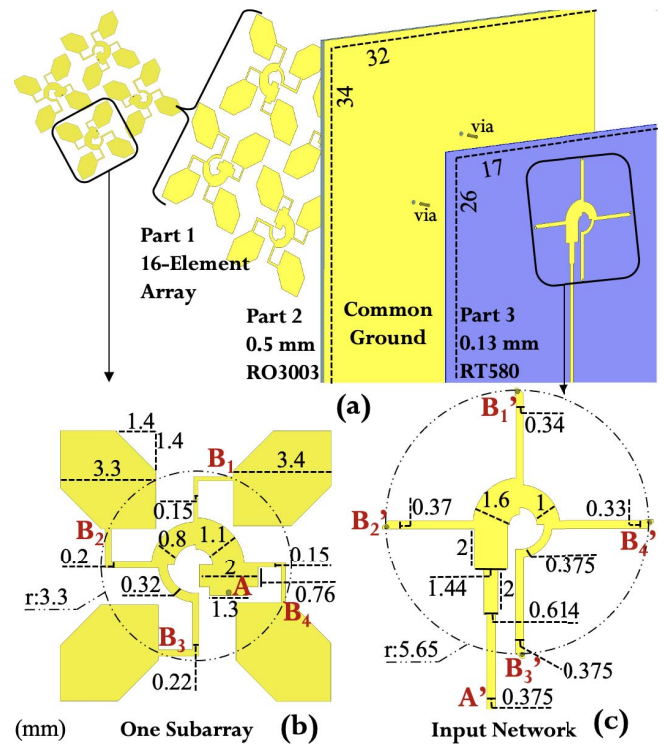 32
34
via
17
26
via
Part 1
16-Element
Array
Part 2
0.5 mm
RO3003
Common
Ground
Part 3
0.13 mm
RT580
(a)
1.4
1.4
3.3
3.4
B1
0.15
B2
0.8
1.1
0.2
2
0.15
A
0.76
0.32
1.3
B4
r:3.3
B3
0.22
(mm)
One Subarray
(b)
B1’
0.34
0.37
1.6
1
0.33
B2’
B4’
2
0.375
1.44
2
0.614
r:5.65
B3’
0.375
A’
0.375
Input Network
(c)